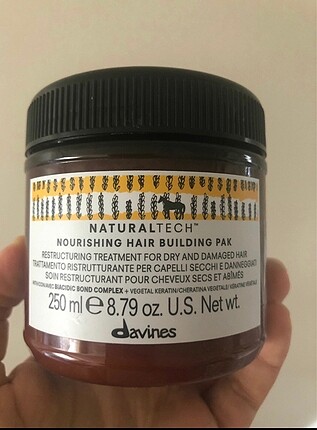 NATURALTECH™
NOURISHING HAIR BUILDING PAK
RESTRUCTURING TREATMENT FOR DRY AND DAMAGED HAIR
TRATTAMENTO RISTRUTTURANTE PER CAPELLI SECCHI E DANNEGGIATI
SOIN RESTRUCTURANT POUR CHEVEUX SECS ET ABÎMÉS
BIACIDIC BOND COMPLEX + VEGETAL KERATIN/CHERATINA VEGETALE/
250 ml ℮ 8.79 oz. U.S. Net wt.
davines